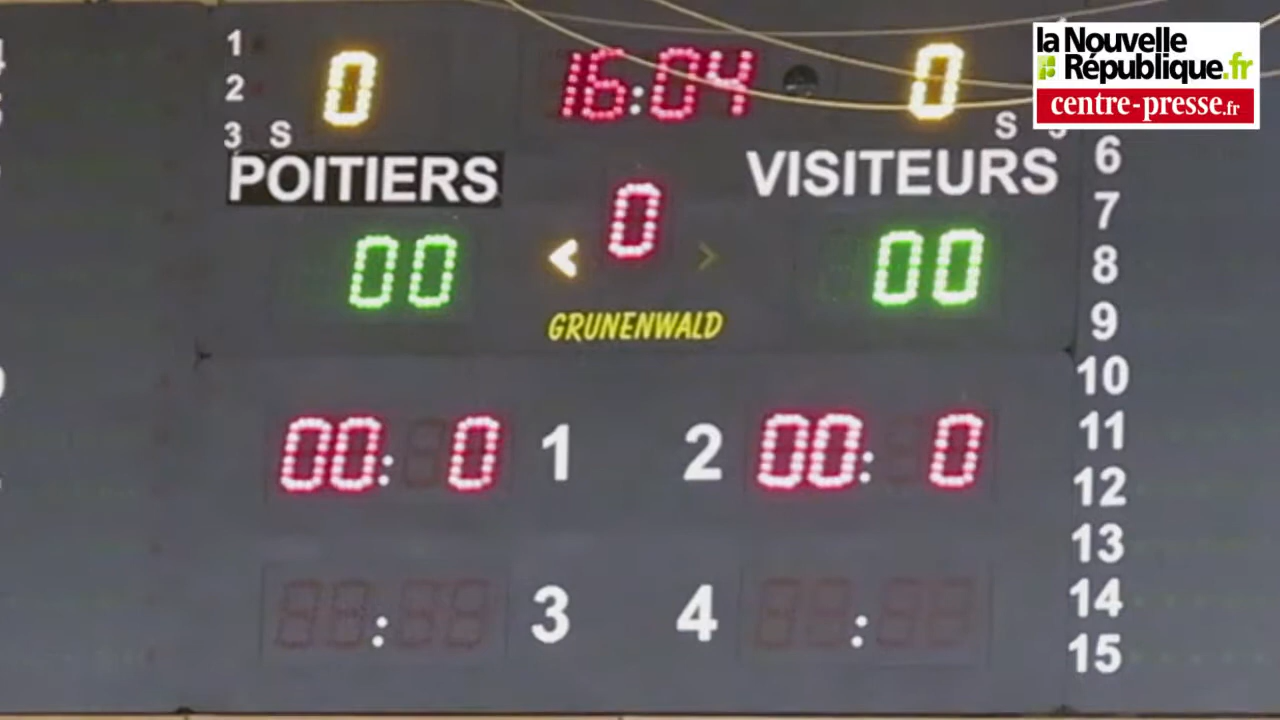 la Nouvelle
République.fr
centre-presse.fr
1 0 16:04 0
2
3 S S
POITIERS VISITEURS 6
0 7
00 < > 00 8
GRUNENWALD 9
10
00: 0 1 2 00: 0 11
12
13
: 3 4 : 14
15